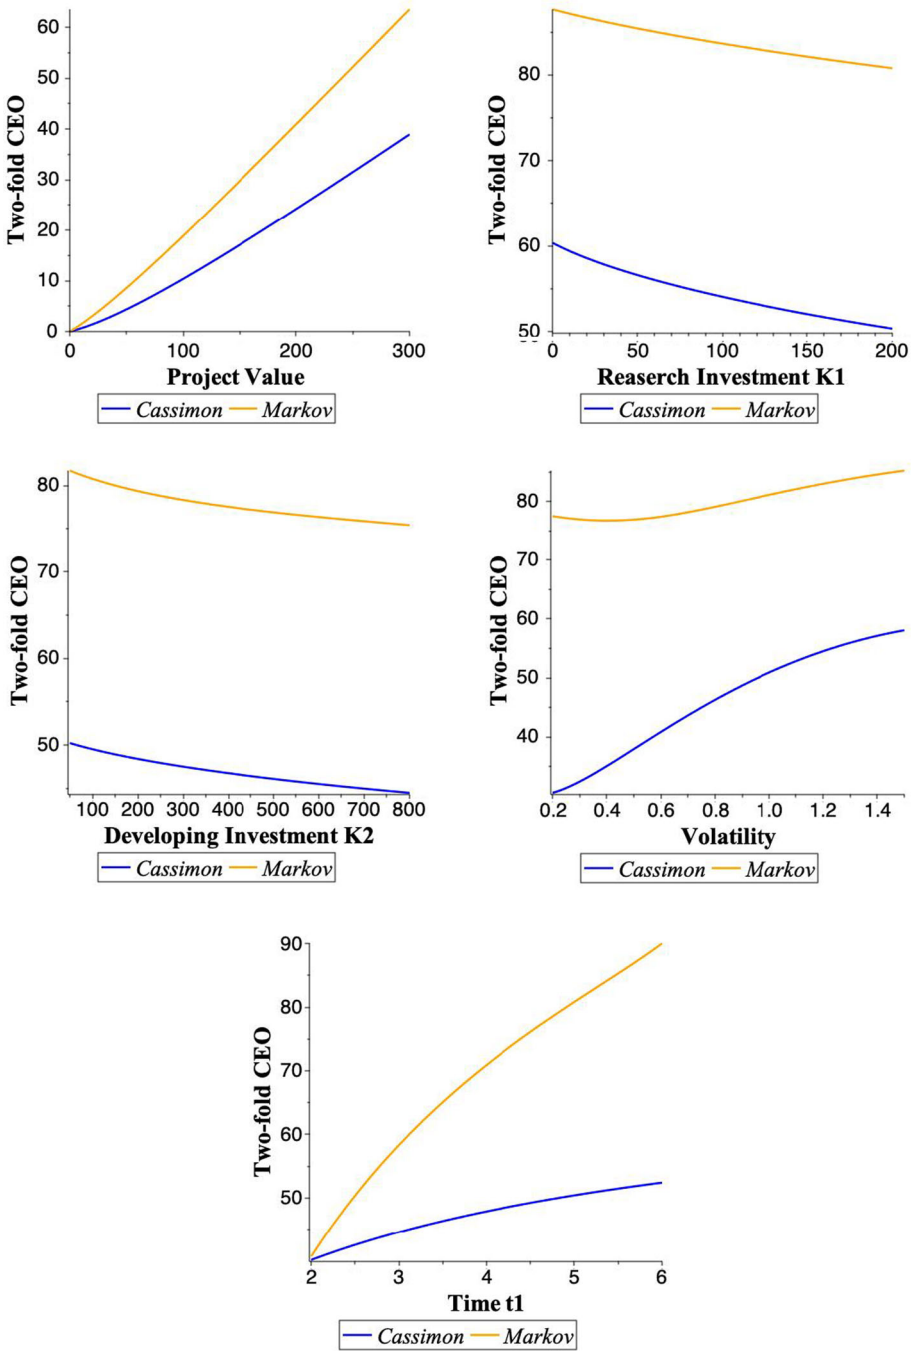 Two-fold CEO
60
50
40
30
20
10
0
0 100 200 300
Project Value
Cassimon Markov
Two-fold CEO
80
70
60
50
0 50 100 150 200
Reaserch Investment K1
Cassimon Markov
Two-fold CEO
80
70
60
50
100 200 300 400 500 600 700 800
Developing Investment K2
Cassimon Markov
Two-fold CEO
80
70
60
50
40
0.2 0.4 0.6 0.8 1.0 1.2 1.4
Volatility
Cassimon Markov
Two-fold CEO
90
80
70
60
50
2 3 4 5 6
Time t1
Cassimon Markov